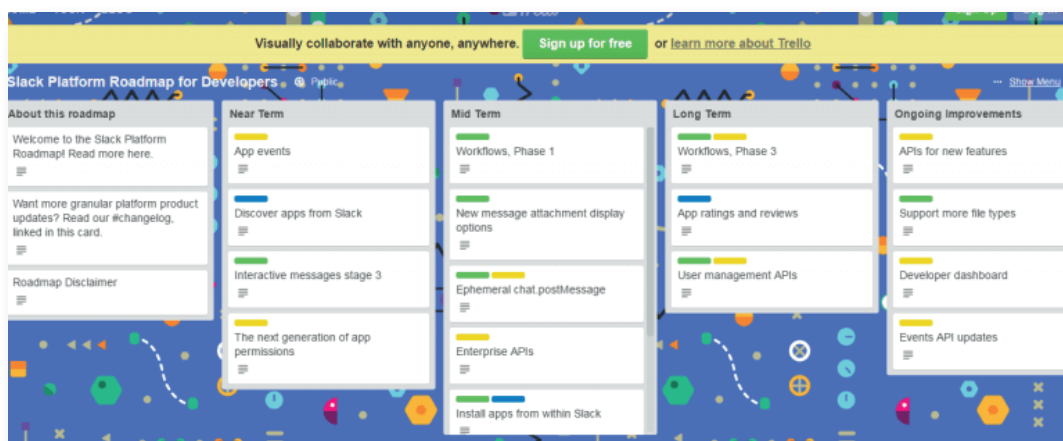 Visually collaborate with anyone, anywhere. Sign up for free or learn more about Trello
Slack Platform Roadmap for Developers Public
Show Menu
About this roadmap
Welcome to the Slack Platform
Roadmap! Read more here.
Want more granular platform product
updates? Read our #changelog,
linked in this card.
Roadmap Disclaimer
Near Term
App events
Discover apps from Slack
Interactive messages stage 3
The next generation of app
permissions
Mid Term
Workflows, Phase 1
New message attachment display
options
Ephemeral chat.postMessage
Enterprise APIs
Install apps from within Slack
Long Term
Workflows, Phase 3
App ratings and reviews
User management APIs
Ongoing Improvements
APIs for new features
Support more file types
Developer dashboard
Events API updates